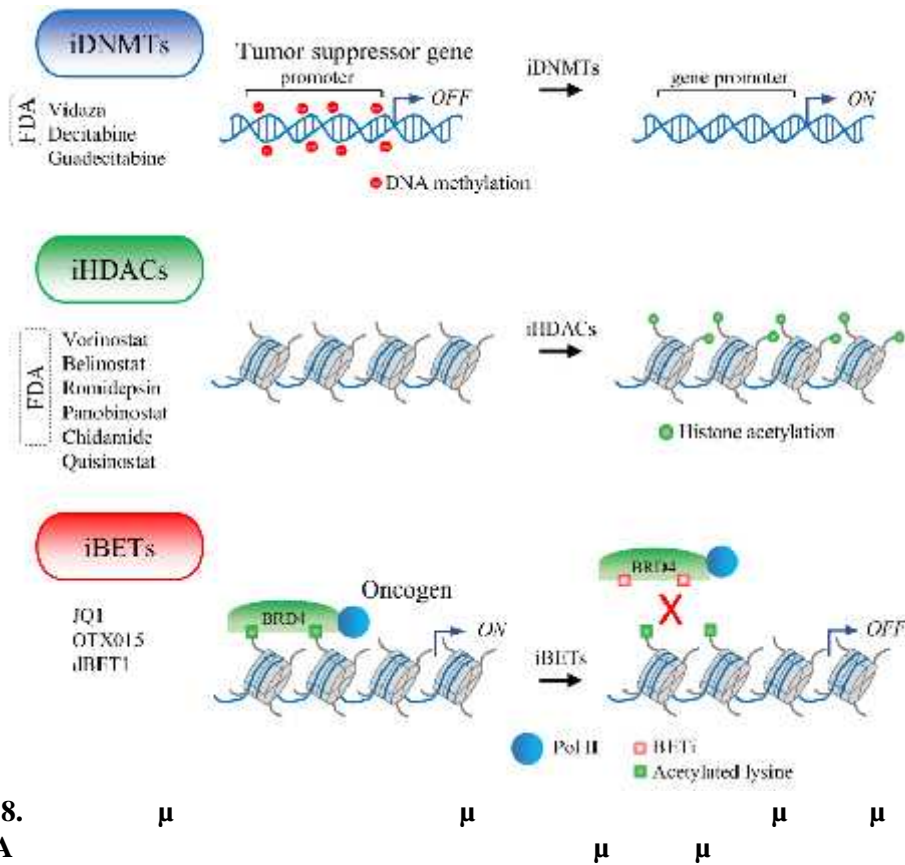 iDNMTs
FDA
Vidaza
Decitabine
Guadecitabine
Tumor suppressor gene
promoter
OFF
DNA methylation
iDNMTs
gene promoter
ON
iHDACs
FDA
Vorinostat
Belinostat
Romidepsin
Panobinostat
Chidamide
Quisinostat
iHDACs
Histone acetylation
iBETs
JQ1
OTX015
BRD4
Oncogen
ON
iBETs
BRD4
OFF
Pol II
BETi
Acetylated lysine
8. μ μ μ μ
A μ μ